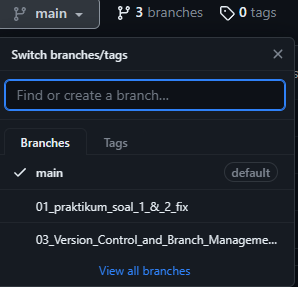 main 3 branches 0 tags
Switch branches/tags
Find or create a branch...
Branches Tags
main default
01_praktikum_soal_1_&_2_fix
03_Version_Control_and_Branch_Manageme...
View all branches